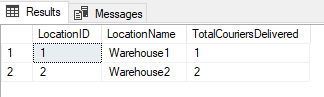 Results Messages
LocationID LocationName TotalCouriersDelivered
1 1 Warehouse1 1
2 2 Warehouse2 2